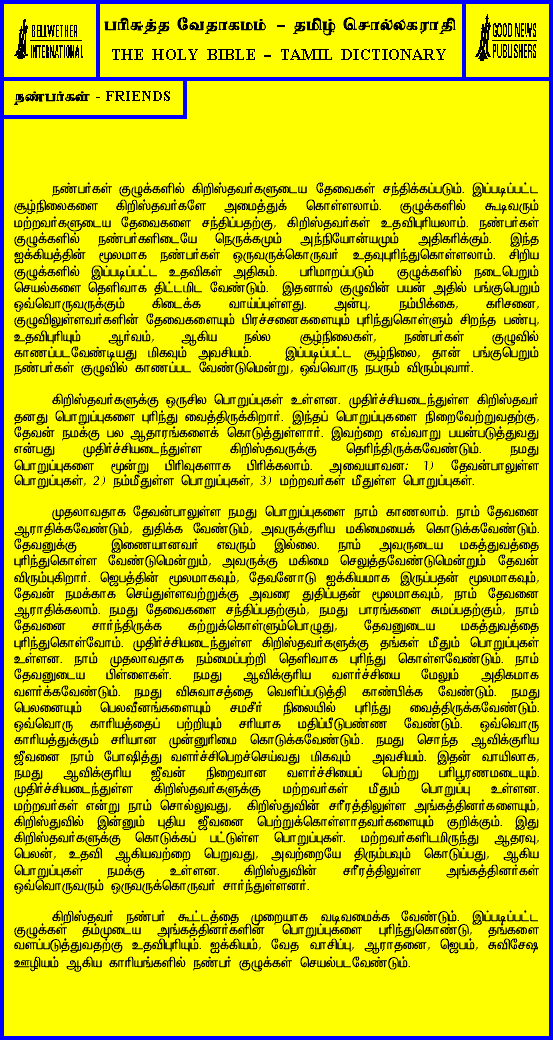 BELLWETHER
INTERNATIONAL
பரிசுத்த வேதாகமம் – தமிழ் சொல்லகராதி
THE HOLY BIBLE – TAMIL DICTIONARY
GOOD NEWS
PUBLISHERS
நண்பர்கள் - FRIENDS
நண்பர்கள் குழுக்களில் கிறிஸ்தவர்களுடைய தேவைகள் சந்திக்கப்படும். இப்படிப்பட்ட
சூழ்நிலைகளை கிறிஸ்தவர்களே அமைத்துக் கொள்ளலாம். குழுக்களில் கூடிவரும்
மற்றவர்களுடைய தேவைகளை சந்திப்பதற்கு, கிறிஸ்தவர்கள் உதவிபுரியலாம். நண்பர்கள்
குழுக்களில் நண்பர்களிடையே நெருக்கமும் அந்நியோன்யமும் அதிகரிக்கும். இந்த
ஐக்கியத்தின் மூலமாக நண்பர்கள் ஒருவருக்கொருவர் உதவுபுரிந்துகொள்ளலாம். சிறிய
குழுக்களில் இப்படிப்பட்ட உதவிகள் அதிகம். பரிமாறப்படும் குழுக்களில் நடைபெறும்
செயல்களை தெளிவாக திட்டமிட வேண்டும். இதனால் குழுவின் பயன் அதில் பங்குபெறும்
ஒவ்வொருவருக்கும் கிடைக்க வாய்ப்புள்ளது. அன்பு, நம்பிக்கை, கரிசனை,
குழுவிலுள்ளவர்களின் தேவைகளையும் பிரச்சனைகளையும் புரிந்துகொள்ளும் சிறந்த பண்பு,
உதவிபுரியும் ஆர்வம், ஆகிய நல்ல சூழ்நிலைகள், நண்பர்கள் குழுவில்
காணப்படவேண்டியது மிகவும் அவசியம். இப்படிப்பட்ட சூழ்நிலை, தான் பங்குபெறும்
நண்பர்கள் குழுவில் காணப்பட வேண்டுமென்று, ஒவ்வொரு நபரும் விரும்புவார்.
கிறிஸ்தவர்களுக்கு ஒருசில பொறுப்புகள் உள்ளன. முதிர்ச்சியடைந்துள்ள கிறிஸ்தவர்
தனது பொறுப்புகளை புரிந்து வைத்திருக்கிறார். இந்தப் பொறுப்புகளை நிறைவேற்றுவதற்கு,
தேவன் நமக்கு பல ஆதாரங்களைக் கொடுத்துள்ளார். இவற்றை எவ்வாறு பயன்படுத்துவது
என்பது முதிர்ச்சியடைந்துள்ள கிறிஸ்தவருக்கு தெரிந்திருக்கவேண்டும். நமது
பொறுப்புகளை மூன்று பிரிவுகளாக பிரிக்கலாம். அவையாவன: 1) தேவன்பாலுள்ள
பொறுப்புகள், 2) நம்மீதுள்ள பொறுப்புகள், 3) மற்றவர்கள் மீதுள்ள பொறுப்புகள்.
முதலாவதாக தேவன்பாலுள்ள நமது பொறுப்புகளை நாம் காணலாம். நாம் தேவனை
ஆராதிக்கவேண்டும், துதிக்க வேண்டும், அவருக்குரிய மகிமையைக் கொடுக்கவேண்டும்.
தேவனுக்கு இணையானவர் எவரும் இல்லை. நாம் அவருடைய மகத்துவத்தை
புரிந்துகொள்ள வேண்டுமென்றும், அவருக்கு மகிமை செலுத்தவேண்டுமென்றும் தேவன்
விரும்புகிறார். ஜெபத்தின் மூலமாகவும், தேவனோடு ஐக்கியமாக இருப்பதன் மூலமாகவும்,
தேவன் நமக்காக செய்துள்ளவற்றுக்கு அவரை துதிப்பதன் மூலமாகவும், நாம் தேவனை
ஆராதிக்கலாம். நமது தேவைகளை சந்திப்பதற்கும், நமது பாரங்களை சுமப்பதற்கும், நாம்
தேவனை சார்ந்திருக்க கற்றுக்கொள்ளும்பொழுது, தேவனுடைய மகத்துவத்தை
புரிந்துகொள்வோம். முதிர்ச்சியடைந்துள்ள கிறிஸ்தவர்களுக்கு தங்கள் மீதும் பொறுப்புகள்
உள்ளன. நாம் முதலாவதாக நம்மைப்பற்றி தெளிவாக புரிந்து கொள்ளவேண்டும். நாம்
தேவனுடைய பிள்ளைகள். நமது ஆவிக்குரிய வளர்ச்சியை மேலும் அதிகமாக
வளர்க்கவேண்டும். நமது விசுவாசத்தை வெளிப்படுத்தி காண்பிக்க வேண்டும். நமது
பெலனையும் பெலவீனங்களையும் சமசீர் நிலையில் புரிந்து வைத்திருக்கவேண்டும்.
ஒவ்வொரு காரியத்தைப் பற்றியும் சரியாக மதிப்பீடுபண்ண வேண்டும். ஒவ்வொரு
காரியத்துக்கும் சரியான முன்னுரிமை கொடுக்கவேண்டும். நமது சொந்த ஆவிக்குரிய
ஜீவனை நாம் போஷித்து வளர்ச்சிபெறச்செய்வது மிகவும் அவசியம். இதன் வாயிலாக,
நமது ஆவிக்குரிய ஜீவன் நிறைவான வளர்ச்சியைப் பெற்று பரிபூரணமடையும்.
முதிர்ச்சியடைந்துள்ள கிறிஸ்தவர்களுக்கு மற்றவர்கள் மீதும் பொறுப்பு உள்ளன.
மற்றவர்கள் என்று நாம் சொல்லுவது, கிறிஸ்துவின் சரீரத்திலுள்ள அங்கத்தினர்களையும்,
கிறிஸ்துவில் இன்னும் புதிய ஜீவனை பெற்றுக்கொள்ளாதவர்களையும் குறிக்கும். இது
கிறிஸ்தவர்களுக்கு கொடுக்கப் பட்டுள்ள பொறுப்புகள். மற்றவர்களிடமிருந்து ஆதரவு,
பெலன், உதவி ஆகியவற்றை பெறுவது, அவற்றையே திரும்பவும் கொடுப்பது, ஆகிய
பொறுப்புகள் நமக்கு உள்ளன. கிறிஸ்துவின் சரீரத்திலுள்ள அங்கத்தினர்கள்
ஒவ்வொருவரும் ஒருவருக்கொருவர் சார்ந்துள்ளனர்.
கிறிஸ்தவர் நண்பர் கூட்டத்தை முறையாக வடிவமைக்க வேண்டும். இப்படிப்பட்ட
குழுக்கள் தம்முடைய அங்கத்தினர்களின் பொறுப்புகளை புரிந்துகொண்டு, தங்களை
வளப்படுத்துவதற்கு உதவிபுரியும். ஐக்கியம், வேத வாசிப்பு, ஆராதனை, ஜெபம், சுவிசேஷ
ஊழியம் ஆகிய காரியங்களில் நண்பர் குழுக்கள் செயல்படவேண்டும்.